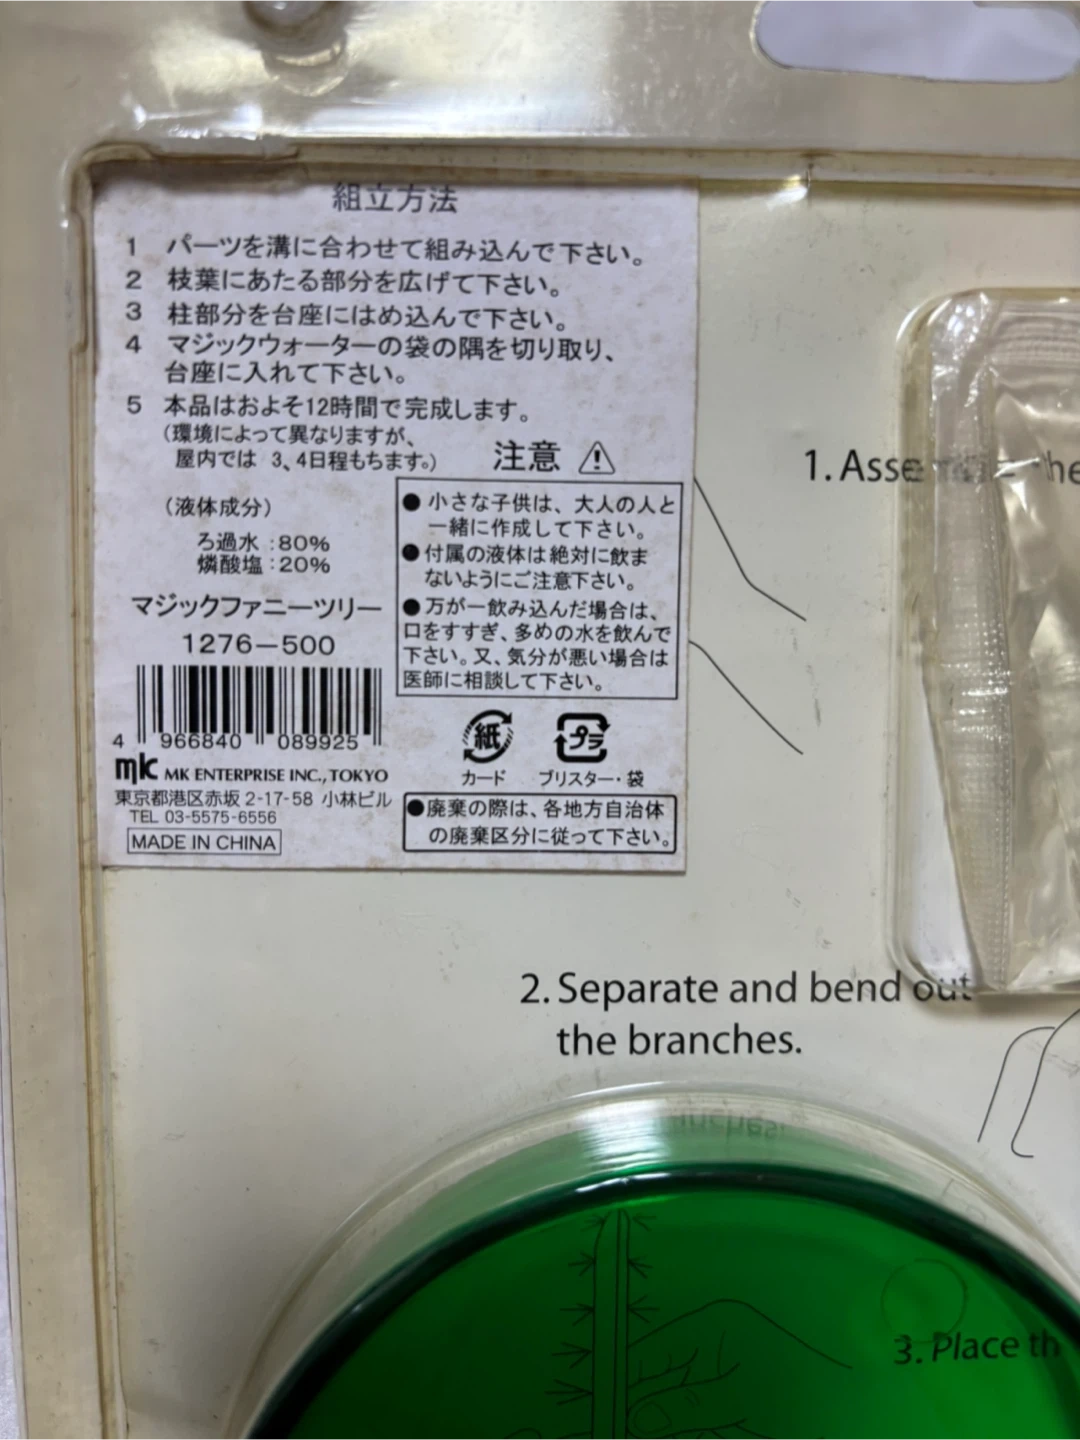 組立方法
1 パーツを溝に合わせて組み込んで下さい。
2 枝葉にあたる部分を広げて下さい。
3 柱部分を台座にはめ込んで下さい。
4 マジックウォーターの袋の隅を切り取り、
台座に入れて下さい。
5 本品はおよそ12時間で完成します。
(環境によって異なりますが、
屋内では 3、4日程もちます。)
(液体成分)
ろ過水 :80%
燐酸塩:20%
マジックファニーツリー
1276-500
4 966840 089925
mk MK ENTERPRISE INC., TOKYO
東京都港区赤坂 2-17-58 小林ビル
TEL 03-5575-6556
MADE IN CHINA
注意
●小さな子供は、大人の人と
一緒に作成して下さい。
●付属の液体は絶対に飲ま
ないようにご注意下さい。
●万が一飲み込んだ場合は、
口をすすぎ、多めの水を飲んで
下さい。又、気分が悪い場合は
医師に相談して下さい。
紙 プラ
カード ブリスター・袋
●廃棄の際は、各地方自治体
の廃棄区分に従って下さい。
1.
2. Separate and bend out
the branches.
3. Place